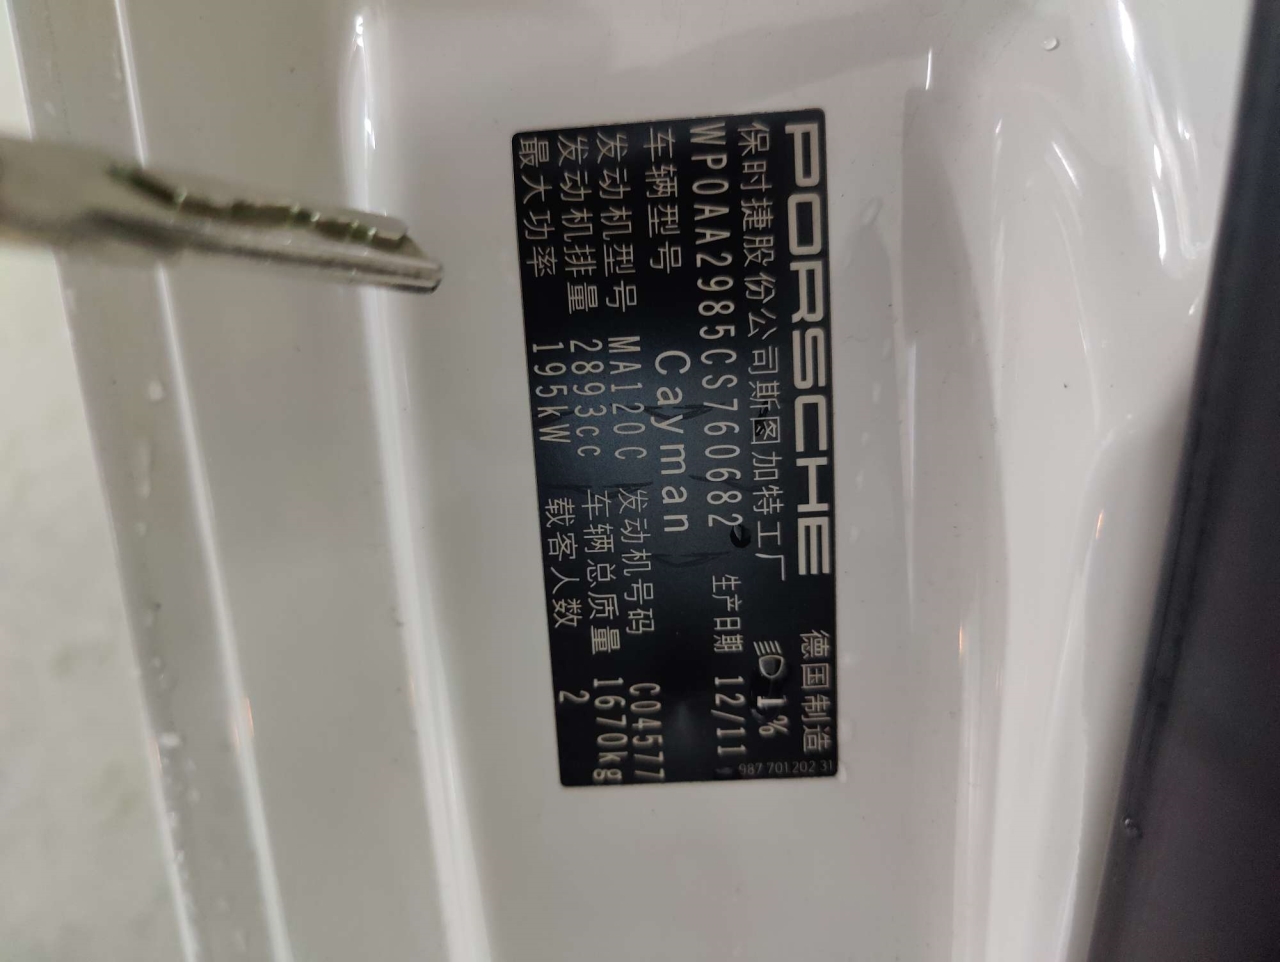 PORSCHE 德国制造
保时捷股份公司斯图加特工厂 1%
WP0AA2985CS760682 生产日期 12/11
车辆型号 Cayman
发动机型号 MA120C 发动机号码 C04577
发动机排量 2893cc 车辆总质量 1670kg
最大功率 195kW 载客人数 2
987 701 202 31